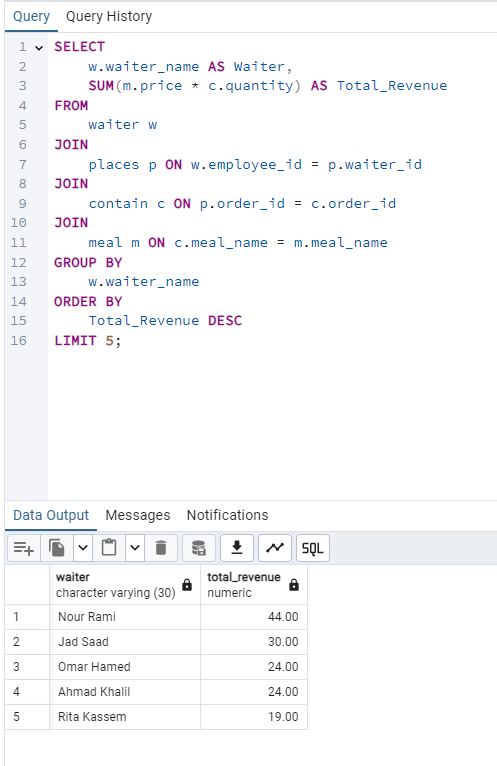 Query Query History
1 SELECT
2 w.waiter_name AS Waiter,
3 SUM(m.price * c.quantity) AS Total_Revenue
4 FROM
5 waiter w
6 JOIN
7 places p ON w.employee_id = p.waiter_id
8 JOIN
9 contain c ON p.order_id = c.order_id
10 JOIN
11 meal m ON c.meal_name = m.meal_name
12 GROUP BY
13 w.waiter_name
14 ORDER BY
15 Total_Revenue DESC
16 LIMIT 5;
Data Output Messages Notifications
SQL
waiter total_revenue
character varying (30) numeric
1 Nour Rami 44.00
2 Jad Saad 30.00
3 Omar Hamed 24.00
4 Ahmad Khalil 24.00
5 Rita Kassem 19.00